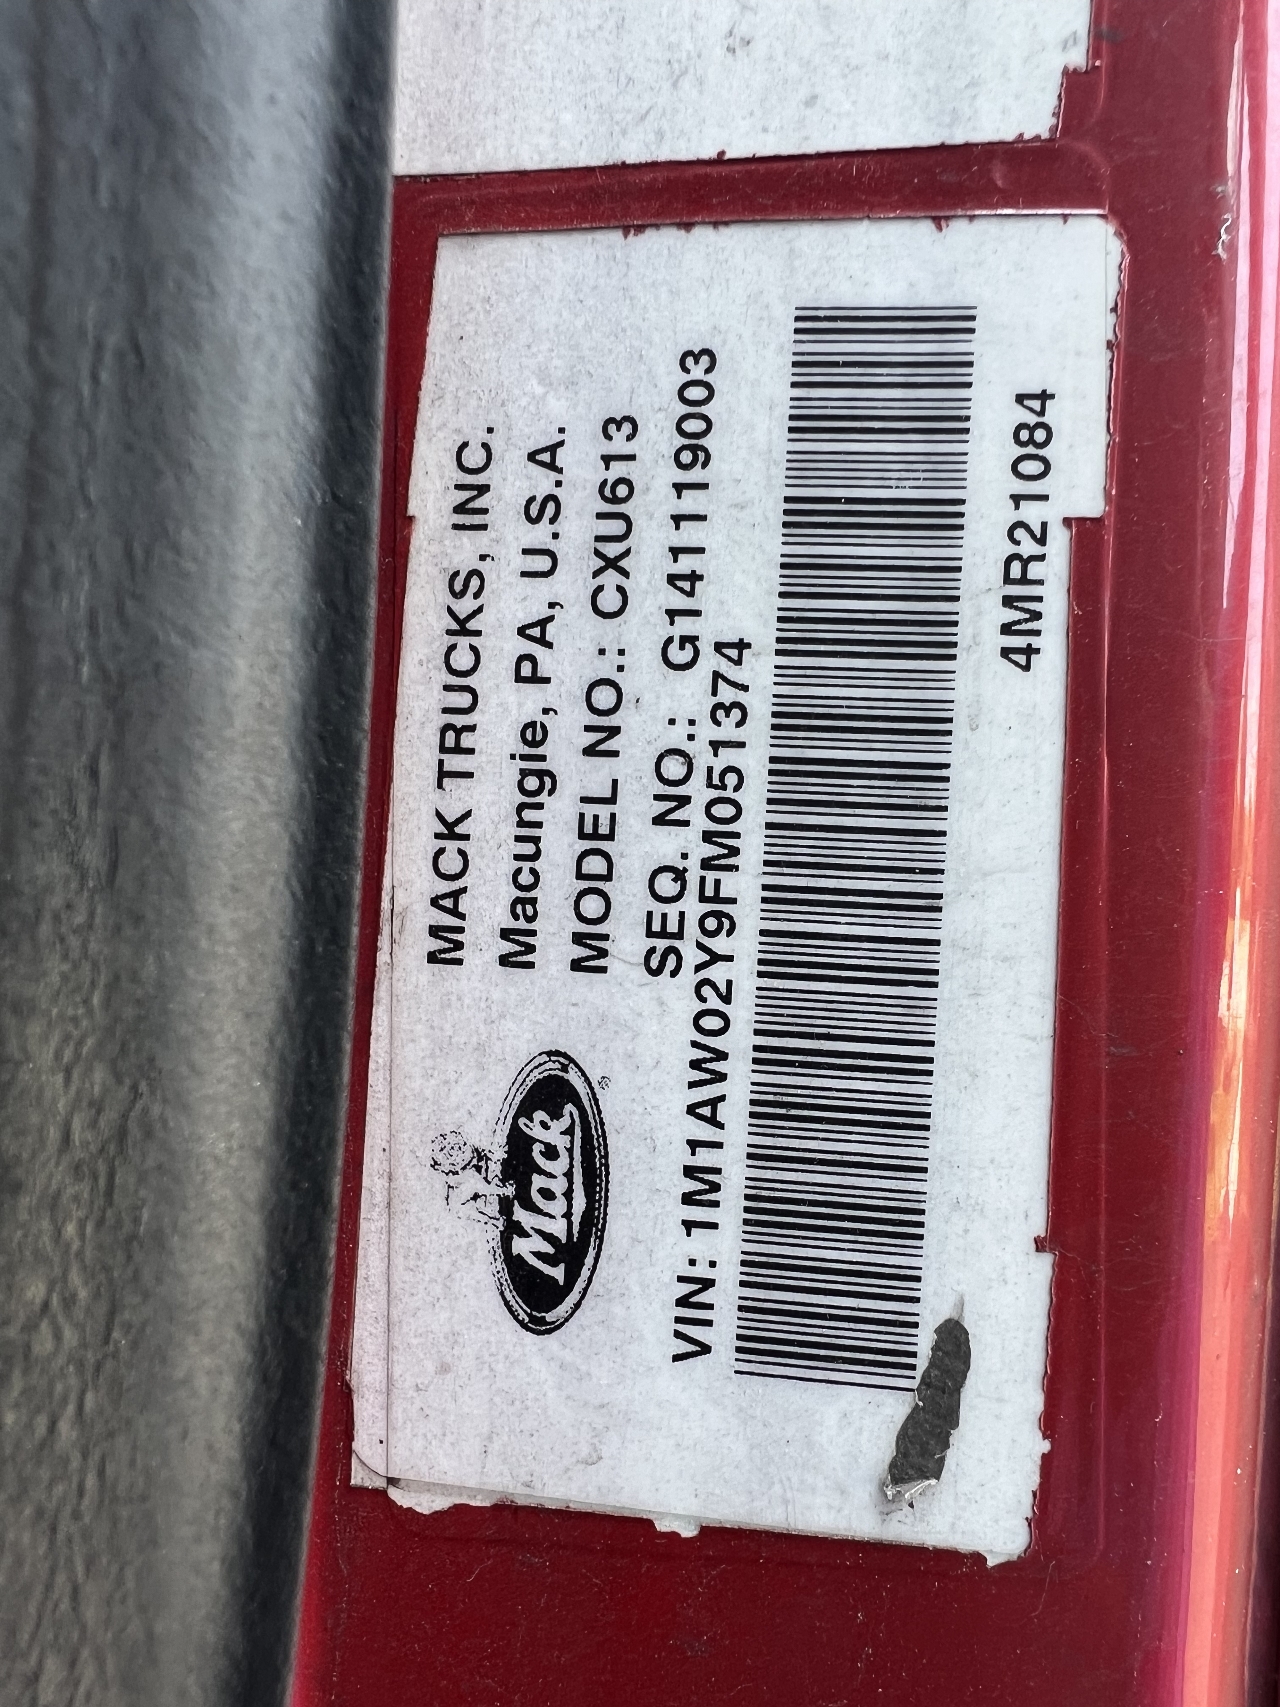 MACK TRUCKS, INC.
Macungie, PA, U.S.A.
MODEL NO.: CXU613
SEQ. NO.: G141119003
Mack
®
VIN: 1M1AW02Y9FM051374
4MR21084